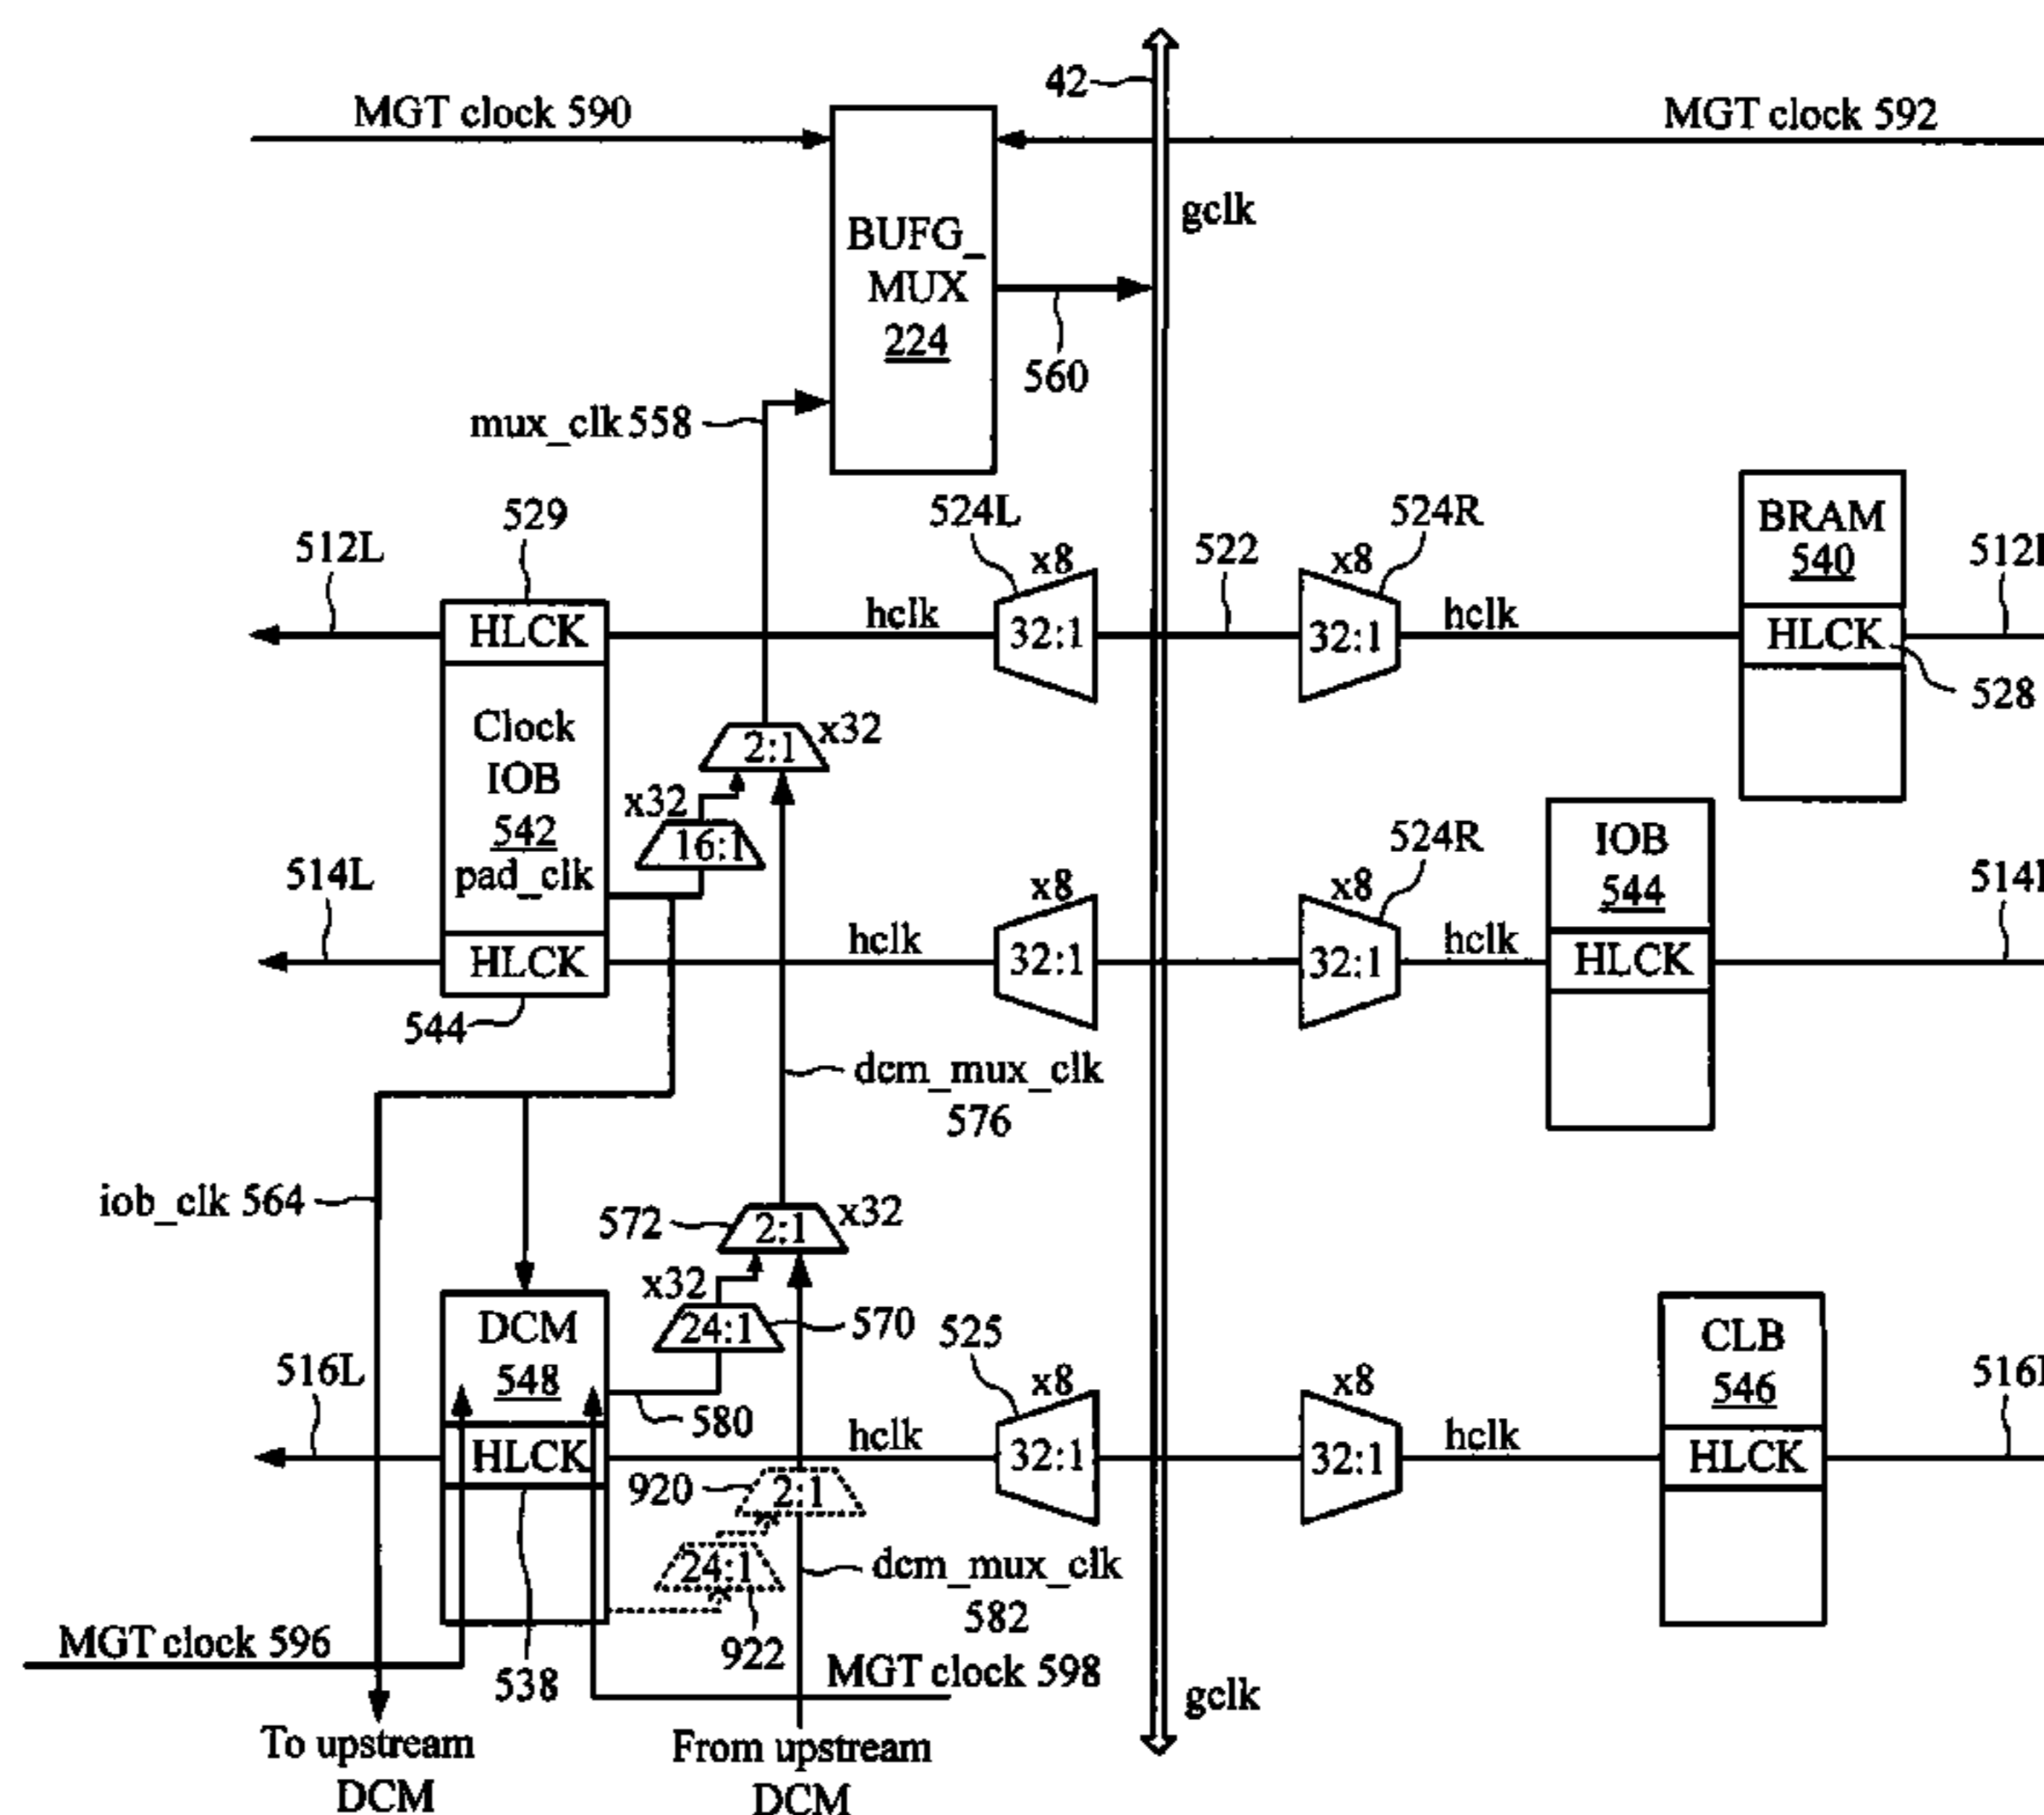 42
MGT clock 590
MGT clock 592
gclk
BUFG_
MUX
224
560
mux_clk 558
529
524L
524R
BRAM
540
512L
x8
522
x8
HLCK
hclk
32:1
32:1
hclk
HLCK
528
Clock
IOB
542
pad_clk
2:1
x32
x32
16:1
IOB
544
524R
514L
x8
x8
HLCK
hclk
32:1
32:1
hclk
HLCK
544
dcm_mux_clk
576
iob_clk 564
572
2:1
x32
x32
24:1
570
525
DCM
548
CLB
546
516L
x8
x8
580
HLCK
hclk
32:1
32:1
hclk
HLCK
920
2:1
24:1
dcm_mux_clk
582
922
MGT clock 596
538
MGT clock 598
gclk
To upstream
DCM
From upstream
DCM